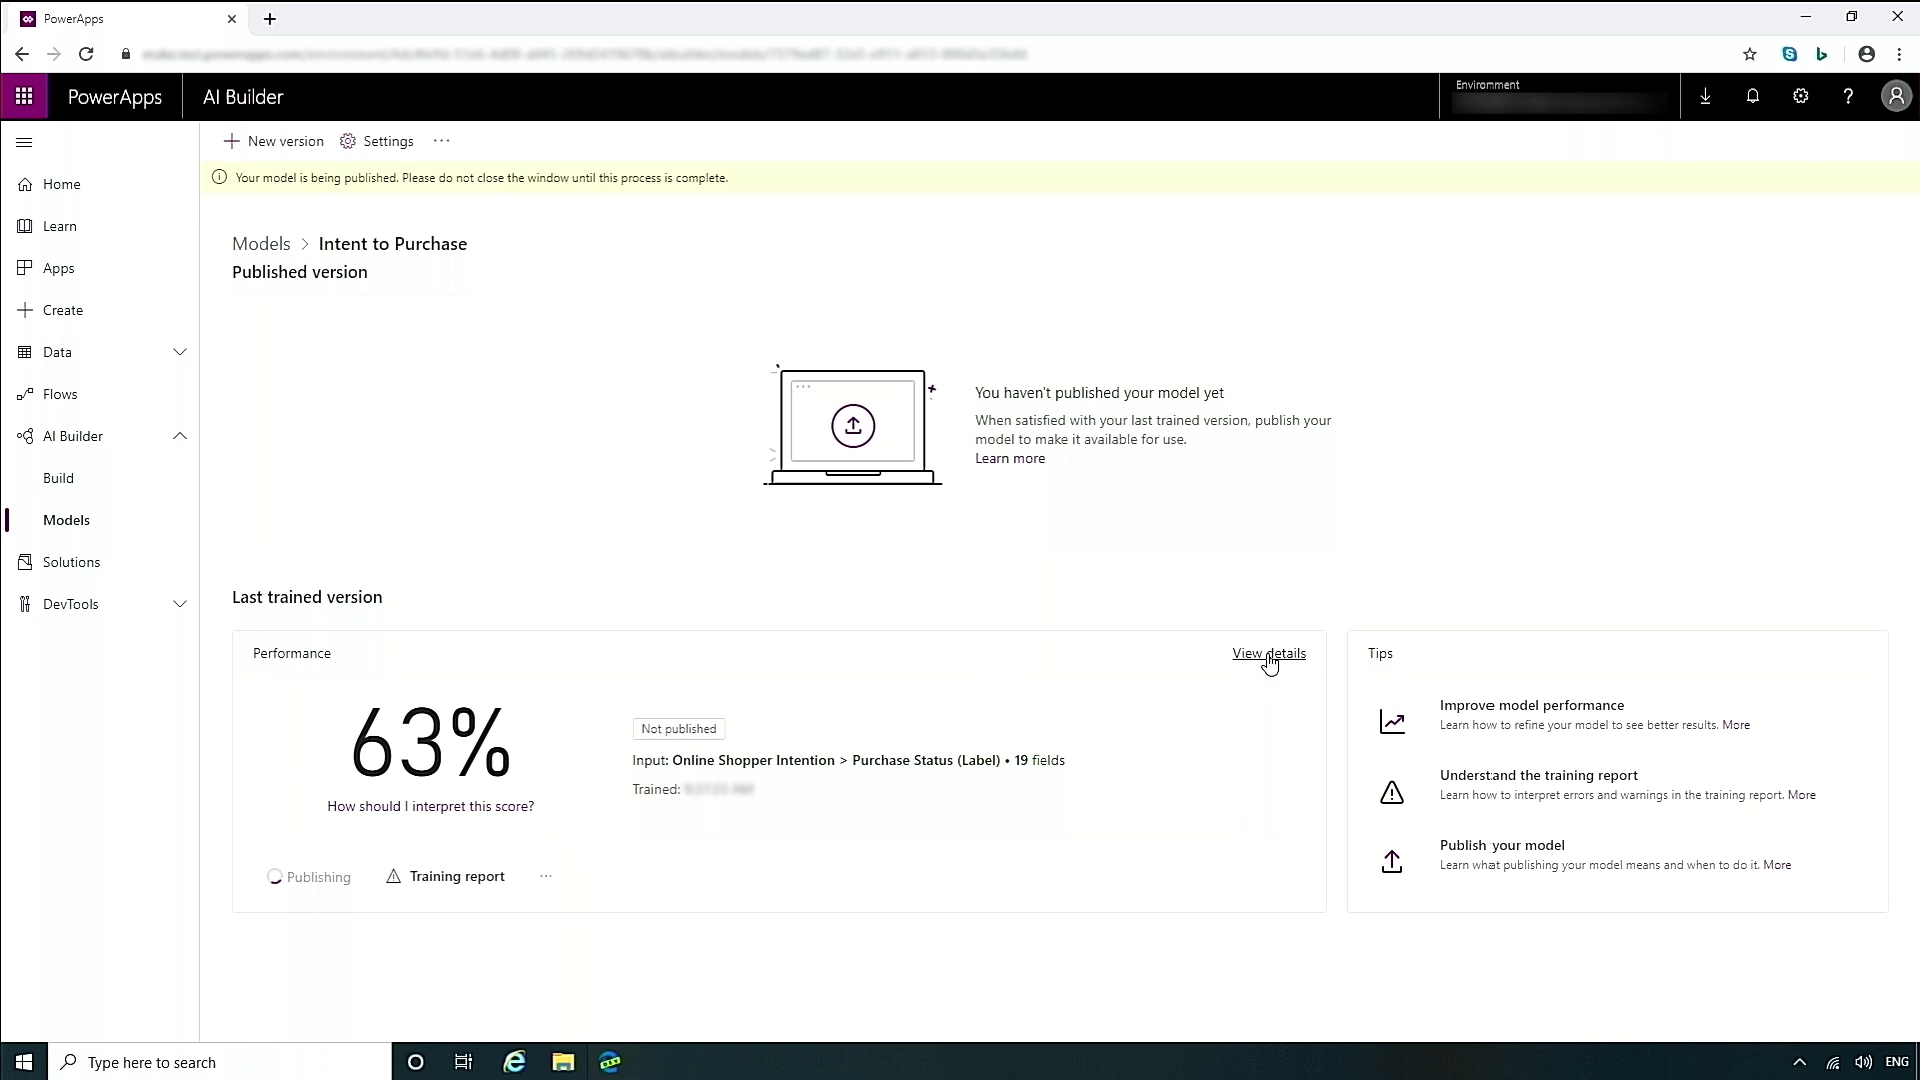 PowerApps
PowerApps
AI Builder
Environment
New version
Settings
Your model is being published. Please do not close the window until this process is complete.
Home
Learn
Apps
Create
Data
Flows
AI Builder
Build
Models
Solutions
DevTools
Models > Intent to Purchase
Published version
You haven't published your model yet
When satisfied with your last trained version, publish your
model to make it available for use.
Learn more
Last trained version
Performance
View details
63%
How should I interpret this score?
Not published
Input: Online Shopper Intention > Purchase Status (Label) • 19 fields
Trained:
Publishing
Training report
Tips
Improve model performance
Learn how to refine your model to see better results. More
Understand the training report
Learn how to interpret errors and warnings in the training report. More
Publish your model
Learn what publishing your model means and when to do it. More
Type here to search
ENG